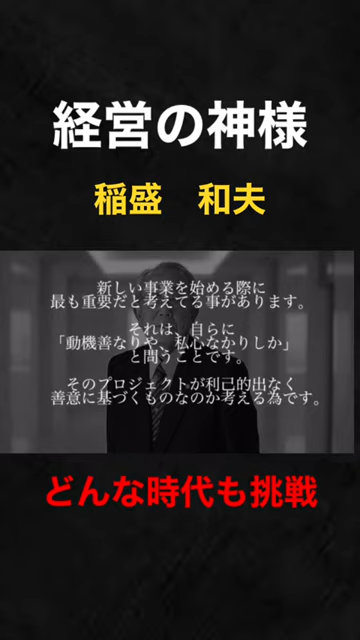 経営の神様
稲盛　和夫
新しい事業を始める際に
最も重要だと考えてる事があります。
それは、自らに
「動機善なりや、私心なかりしか」
と問うことです。
そのプロジェクトが利己的出なく
善意に基づくものなのか考える為です。
どんな時代も挑戦